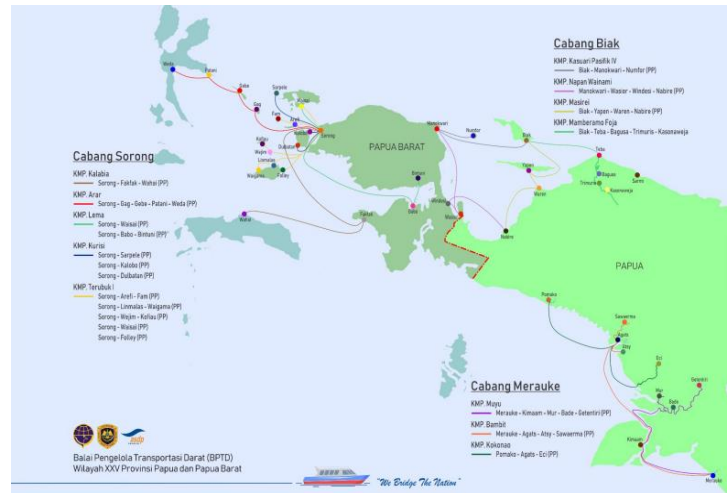 Cabang Sorong
KMP. Kalabia
Sorong - Fakfak - Wahai (PP)
KMP. Arar
Sorong - Gag - Gebe - Patani - Weda (PP)
KMP. Lema
Sorong - Waisai (PP)
Sorong - Babo - Bintuni (PP)
KMP. Kurisi
Sorong - Sarpele (PP)
Sorong - Kalobo (PP)
Sorong - Dulbatan (PP)
KMP. Terubuk I
Sorong - Arefi - Fam (PP)
Sorong - Linmalas - Waigama (PP)
Sorong - Wejim - Kofiau (PP)
Sorong - Waisai (PP)
Sorong - Folley (PP)
Cabang Biak
KMP. Kasuari Pasifik IV
Biak - Manokwari - Numfor (PP)
KMP. Napan Wainami
Manokwari - Wasior - Windesi - Nabire (PP)
KMP. Masirei
Biak - Yapen - Waren - Nabire (PP)
KMP. Mamberamo Foja
Biak - Teba - Bagusa - Trimuris - Kasonaweja
Cabang Merauke
KMP. Muyu
Merauke - Kimaam - Mur - Bade - Getentiri (PP)
KMP. Bambit
Merauke - Agats - Atsy - Sawaerma (PP)
KMP. Kokonao
Pomako - Agats - Eci (PP)
Weda
Patani
Gebe
Sarpele
Gag
Fam
Arefi
Sorong
Kofiau
Wejim
Dulbatan
Linmalas
Waigama
Folley
Wahai
Fakfak
Babo
PAPUA BARAT
Manokwari
Numfor
Biak
Yapen
Waren
Nabire
Teba
Bagusa
Trimuris
Kasonaweja
Sarmi
PAPUA
Pomako
Sawaerma
Agats
Atsy
Eci
Mur
Bade
Getentiri
Kimaam
Merauke
asdp
Balai Pengelola Transportasi Darat (BPTD)
Wilayah XXV Provinsi Papua dan Papua Barat
"We Bridge The Nation"